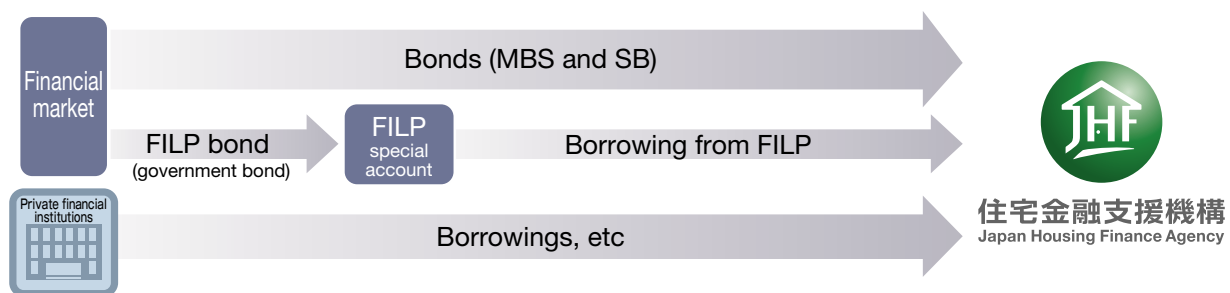 Financial
market
Bonds (MBS and SB)
FILP bond
(government bond)
FILP
special
account
Borrowing from FILP
Private financial
institutions
Borrowings, etc
JHF
住宅金融支援機構
Japan Housing Finance Agency